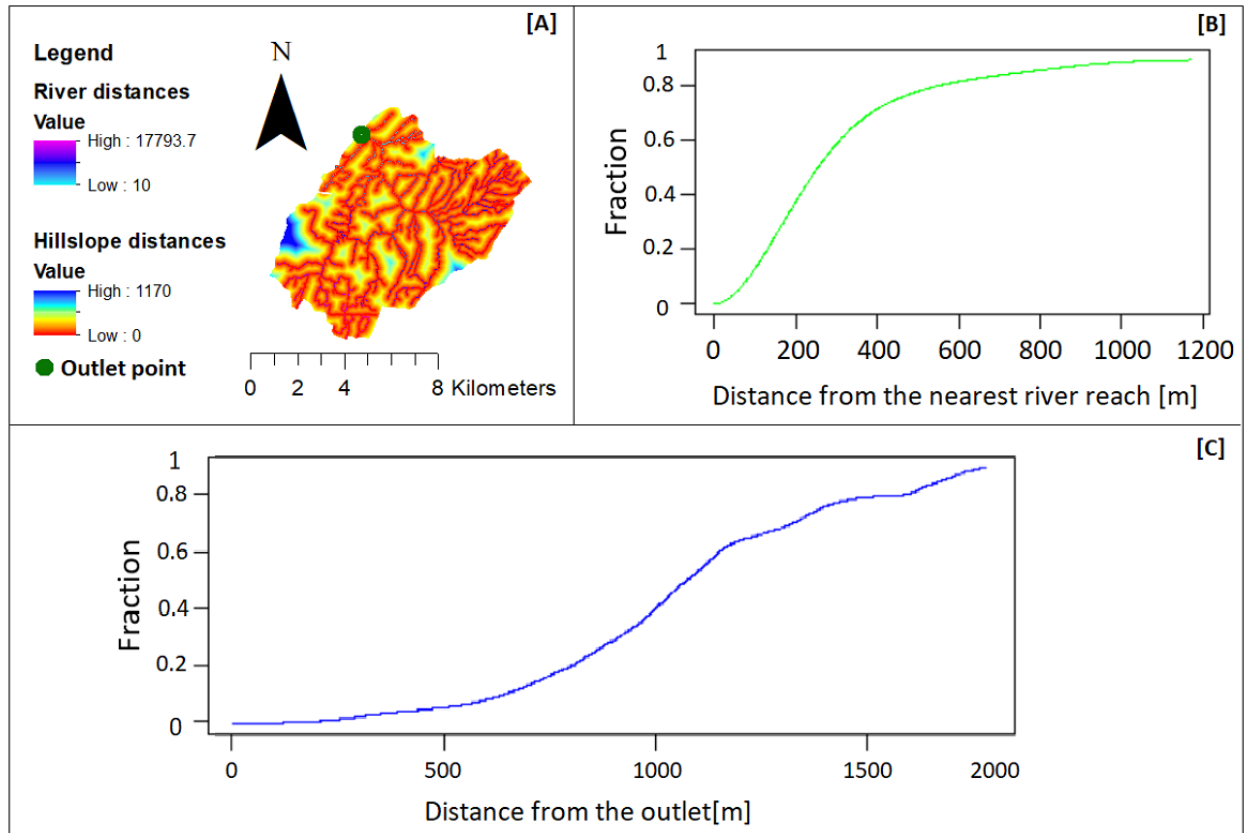 [A]
Legend
River distances
Value
High : 17793.7
Low : 10
Hillslope distances
Value
High : 1170
Low : 0
Outlet point
N
0 2 4 8 Kilometers
[B]
1
0.8
0.6
0.4
0.2
0
Fraction
0 200 400 600 800 1000 1200
Distance from the nearest river reach [m]
[C]
1
0.8
0.6
0.4
0.2
0
Fraction
0 500 1000 1500 2000
Distance from the outlet[m]